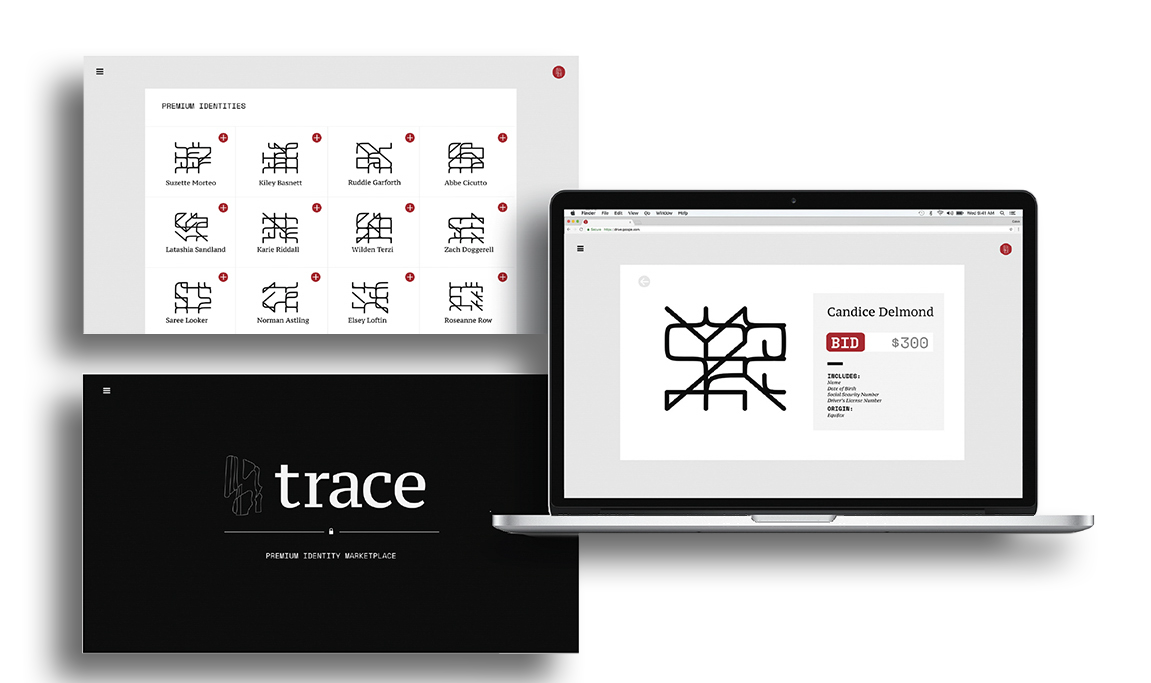 PREMIUM IDENTITIES
Suzette Morteo
Kiley Basnett
Ruddie Garforth
Abbe Cicutto
Latashia Sandland
Karie Riddall
Wilden Terzi
Zach Doggerell
Saree Looker
Norman Astling
Elsey Loftin
Roseanne Row
trace
PREMIUM IDENTITY MARKETPLACE
Finder File Edit View Go Window Help
Wed 9:41 AM
Candice Delmond
BID $300
INCLUDES:
Name
Date of Birth
Social Security Number
Driver's License Number
ORIGIN:
Equifax